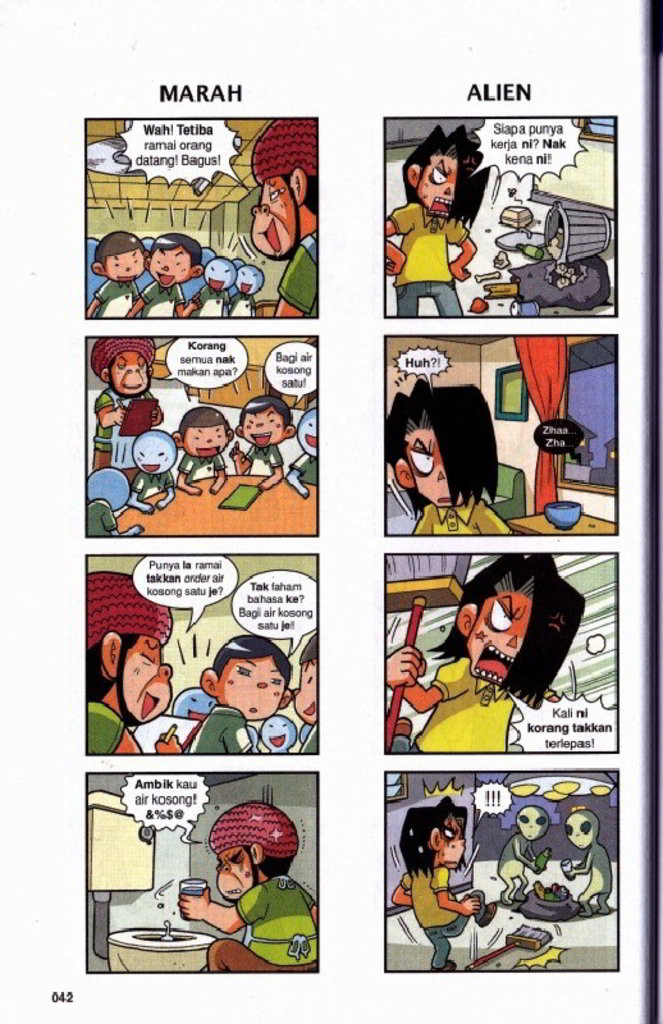 MARAH
Wah! Tetiba
ramai orang
datang! Bagus!
Korang
semua nak
makan apa?
Bagi air
kosong
satu!
Punya la ramai
takkan order air
kosong satu je?
Tak faham
bahasa ke?
Bagi air kosong
satu je!!
Ambik kau
air kosong!
&%$@
ALIEN
Siapa punya
kerja ni? Nak
kena ni!!
Huh?!
Zhaa...
Zha...
Kali ni
korang takkan
terlepas!
!!!
042